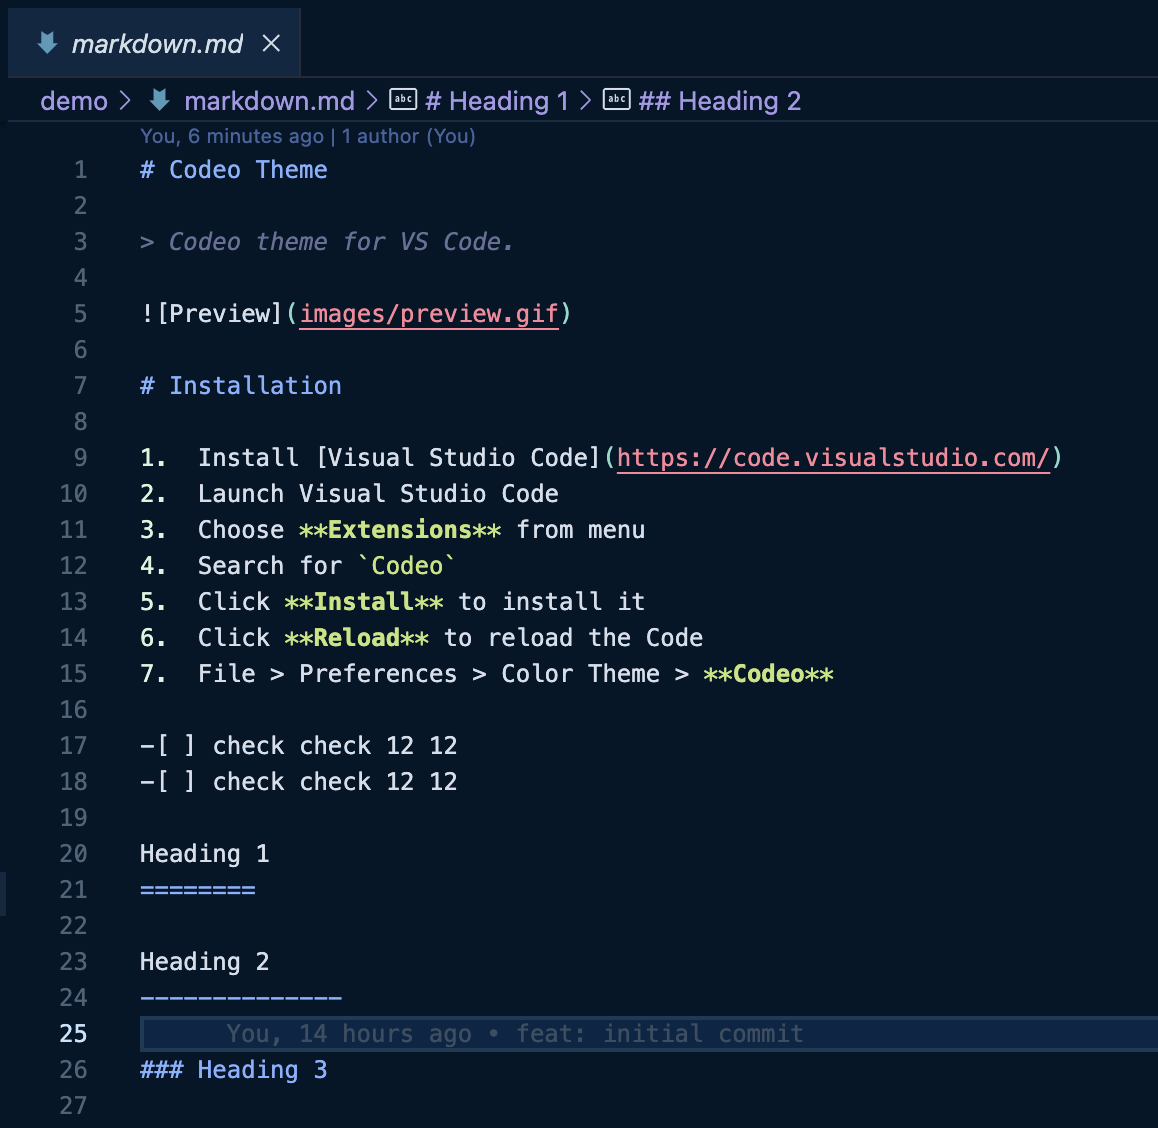 markdown.md
demo > markdown.md > abc # Heading 1 > abc ## Heading 2
You, 6 minutes ago | 1 author (You)
1 # Codeo Theme
2
3 > Codeo theme for VS Code.
4
5 ![Preview](images/preview.gif)
6
7 # Installation
8
9 1.  Install [Visual Studio Code](https://code.visualstudio.com/)
10 2.  Launch Visual Studio Code
11 3.  Choose **Extensions** from menu
12 4.  Search for `Codeo`
13 5.  Click **Install** to install it
14 6.  Click **Reload** to reload the Code
15 7.  File > Preferences > Color Theme > **Codeo**
16
17 -[ ] check check 12 12
18 -[ ] check check 12 12
19
20 Heading 1
21 ========
22
23 Heading 2
24 --------------
25 You, 14 hours ago • feat: initial commit
26 ### Heading 3
27